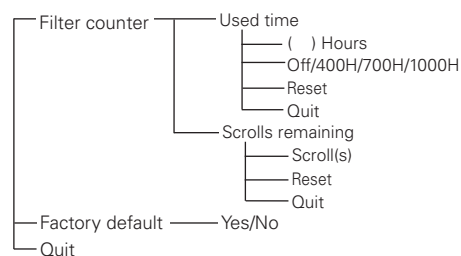 Filter counter
Used time
( ) Hours
Off/400H/700H/1000H
Reset
Quit
Scrolls remaining
Scroll(s)
Reset
Quit
Factory default
Yes/No
Quit